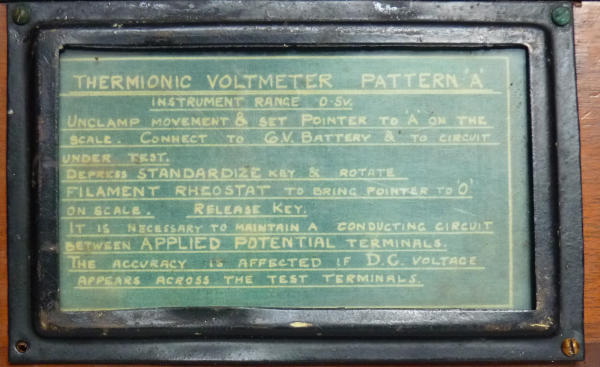 THERMIONIC VOLTMETER PATTERN 'A'
INSTRUMENT RANGE 0-5V.
UNCLAMP MOVEMENT & SET POINTER TO 'A' ON THE
SCALE. CONNECT TO 6.V. BATTERY & TO CIRCUIT
UNDER TEST.
DEPRESS STANDARDIZE KEY & ROTATE
FILAMENT RHEOSTAT TO BRING POINTER TO 'O'
ON SCALE. RELEASE KEY.
IT IS NECESSARY TO MAINTAIN A CONDUCTING CIRCUIT
BETWEEN APPLIED POTENTIAL TERMINALS.
THE ACCURACY IS AFFECTED IF D.C. VOLTAGE
APPEARS ACROSS THE TEST TERMINALS.